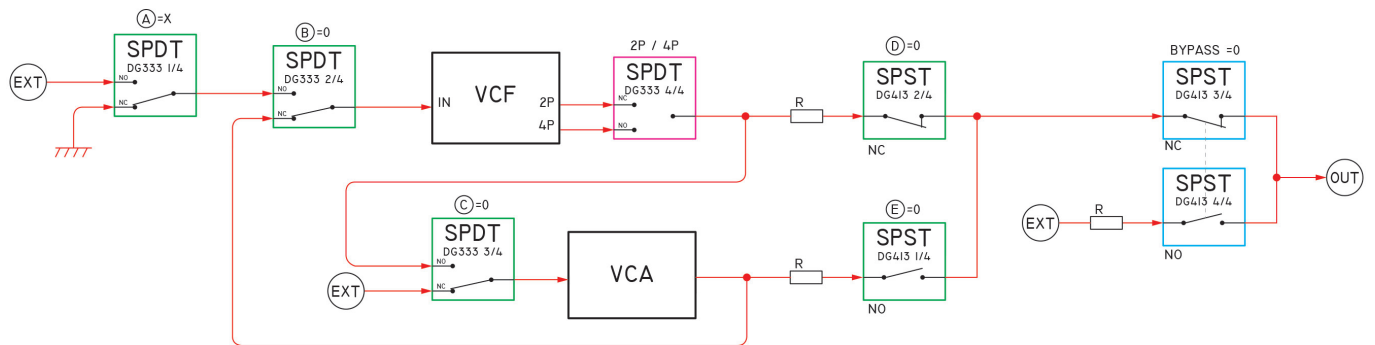 A=X
SPDT
DG333 1/4
NO
NC
EXT
B=0
SPDT
DG333 2/4
NO
NC
IN
VCF
2P
4P
2P / 4P
SPDT
DG333 4/4
NC
NO
R
D=0
SPST
DG413 2/4
NC
BYPASS =0
SPST
DG413 3/4
NC
SPST
DG413 4/4
NO
EXT
R
OUT
C=0
SPDT
DG333 3/4
NO
NC
EXT
VCA
R
E=0
SPST
DG413 1/4
NO